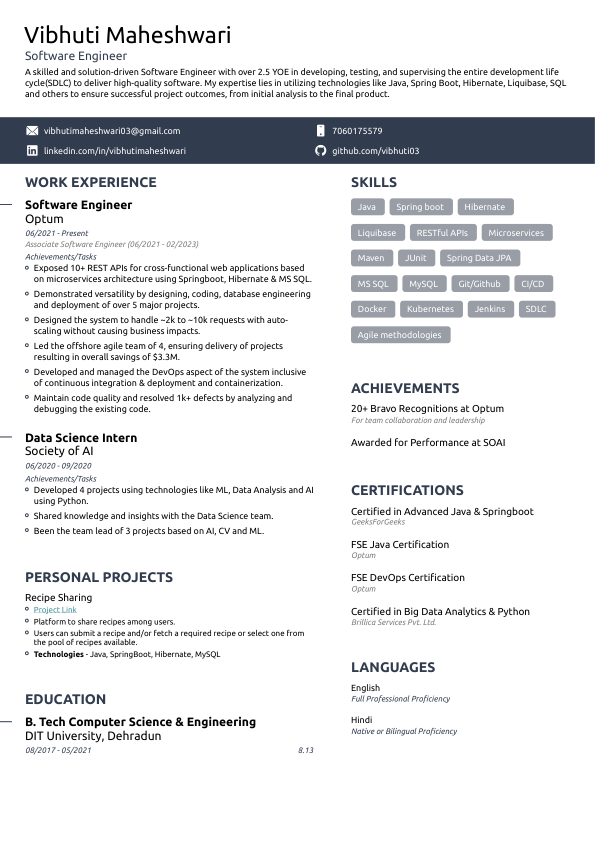 Vibhuti Maheshwari
Software Engineer
A skilled and solution-driven Software Engineer with over 2.5 YOE in developing, testing, and supervising the entire development life
cycle(SDLC) to deliver high-quality software. My expertise lies in utilizing technologies like Java, Spring Boot, Hibernate, Liquibase, SQL
and others to ensure successful project outcomes, from initial analysis to the final product.
vibhutimaheshwari03@gmail.com
7060175579
linkedin.com/in/vibhutimaheshwari
github.com/vibhuti03
WORK EXPERIENCE
Software Engineer
Optum
06/2021 - Present
Associate Software Engineer (06/2021 - 02/2023)
Achievements/Tasks
Exposed 10+ REST APIs for cross-functional web applications based
on microservices architecture using Springboot, Hibernate & MS SQL.
Demonstrated versatility by designing, coding, database engineering
and deployment of over 5 major projects.
Designed the system to handle ~2k to ~10k requests with auto-
scaling without causing business impacts.
Led the offshore agile team of 4, ensuring delivery of projects
resulting in overall savings of $3.3M.
Developed and managed the DevOps aspect of the system inclusive
of continuous integration & deployment and containerization.
Maintain code quality and resolved 1k+ defects by analyzing and
debugging the existing code.
Data Science Intern
Society of AI
06/2020 - 09/2020
Achievements/Tasks
Developed 4 projects using technologies like ML, Data Analysis and AI
using Python.
Shared knowledge and insights with the Data Science team.
Been the team lead of 3 projects based on AI, CV and ML.
PERSONAL PROJECTS
Recipe Sharing
Project Link
Platform to share recipes among users.
Users can submit a recipe and/or fetch a required recipe or select one from
the pool of recipes available.
Technologies - Java, SpringBoot, Hibernate, MySQL
EDUCATION
B. Tech Computer Science & Engineering
DIT University, Dehradun
08/2017 - 05/2021 8.13
SKILLS
Java Spring boot Hibernate
Liquibase RESTful APIs Microservices
Maven JUnit Spring Data JPA
MS SQL MySQL Git/Github CI/CD
Docker Kubernetes Jenkins SDLC
Agile methodologies
ACHIEVEMENTS
20+ Bravo Recognitions at Optum
For team collaboration and leadership
Awarded for Performance at SOAI
CERTIFICATIONS
Certified in Advanced Java & Springboot
GeeksForGeeks
FSE Java Certification
Optum
FSE DevOps Certification
Optum
Certified in Big Data Analytics & Python
Brillica Services Pvt. Ltd.
LANGUAGES
English
Full Professional Proficiency
Hindi
Native or Bilingual Proficiency